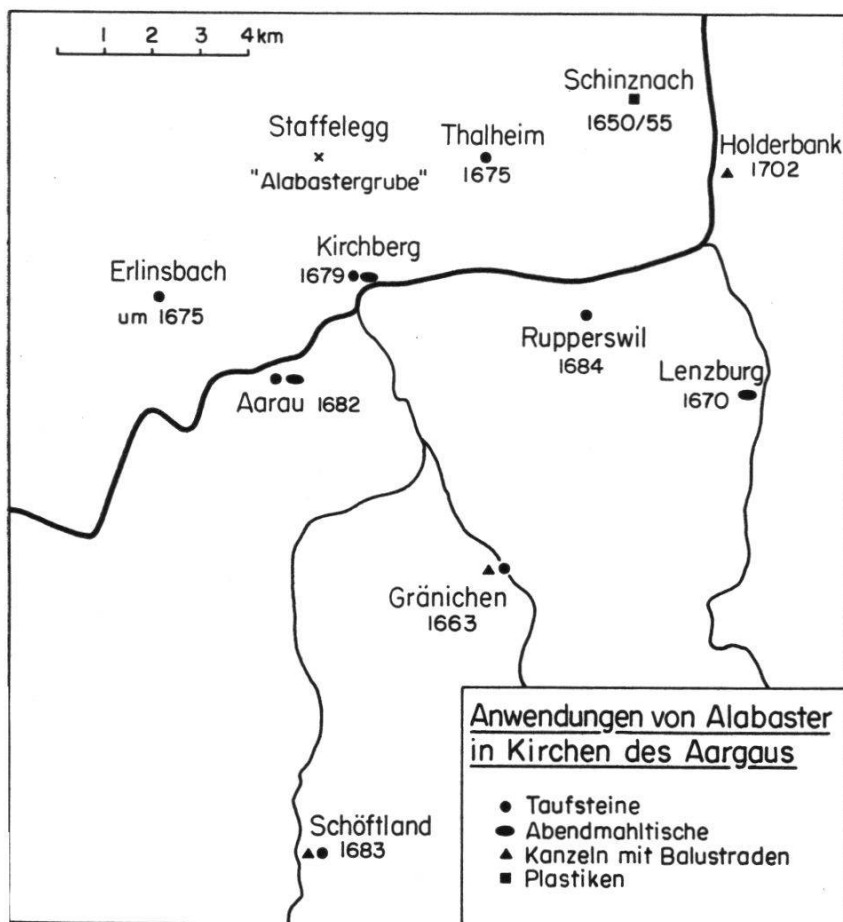 1 2 3 4 km
Schinznach
1650/55
Staffelegg
"Alabastergrube"
Thalheim
1675
Holderbank
1702
Kirchberg
1679
Erlinsbach
um 1675
Rupperswil
1684
Lenzburg
1670
Aarau 1682
Gränichen
1663
Schöftland
1683
Anwendungen von Alabaster
in Kirchen des Aargaus
Taufsteine
Abendmahltische
Kanzeln mit Balustraden
Plastiken